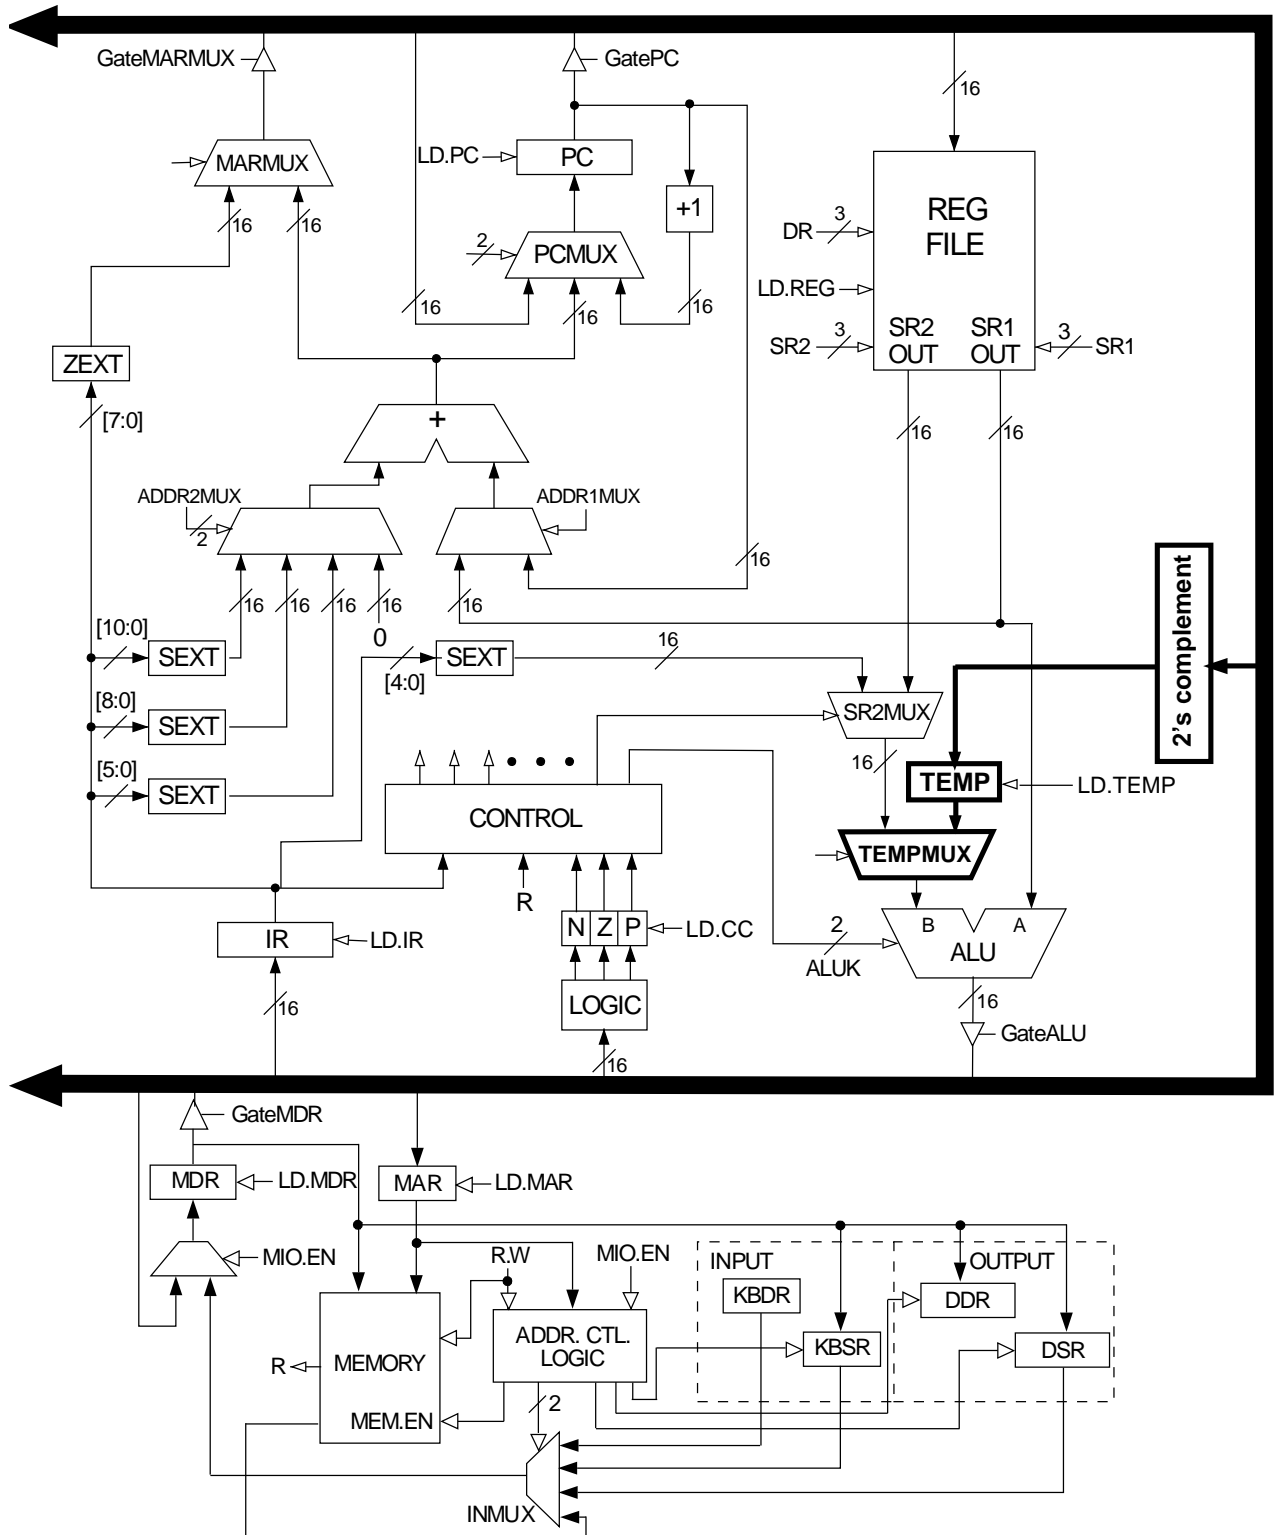 GateMARMUX
GatePC
16
MARMUX
LD.PC
PC
+1
REG
FILE
DR
3
LD.REG
2
PCMUX
16
16
16
16
16
SR2
OUT
SR1
OUT
SR2
3
3
SR1
ZEXT
[7:0]
+
16
16
ADDR2MUX
2
ADDR1MUX
16
16
16
16
16
16
0
2's complement
[10:0]
SEXT
[4:0]
SEXT
16
[8:0]
SEXT
SR2MUX
[5:0]
SEXT
16
TEMP
LD.TEMP
CONTROL
TEMPMUX
R
N
Z
P
LD.CC
IR
LD.IR
2
ALUK
B
A
ALU
16
LOGIC
16
16
GateALU
GateMDR
MDR
LD.MDR
MAR
LD.MAR
MIO.EN
R.W
MIO.EN
INPUT
OUTPUT
KBDR
DDR
ADDR. CTL.
LOGIC
KBSR
DSR
R
MEMORY
MEM.EN
2
INMUX